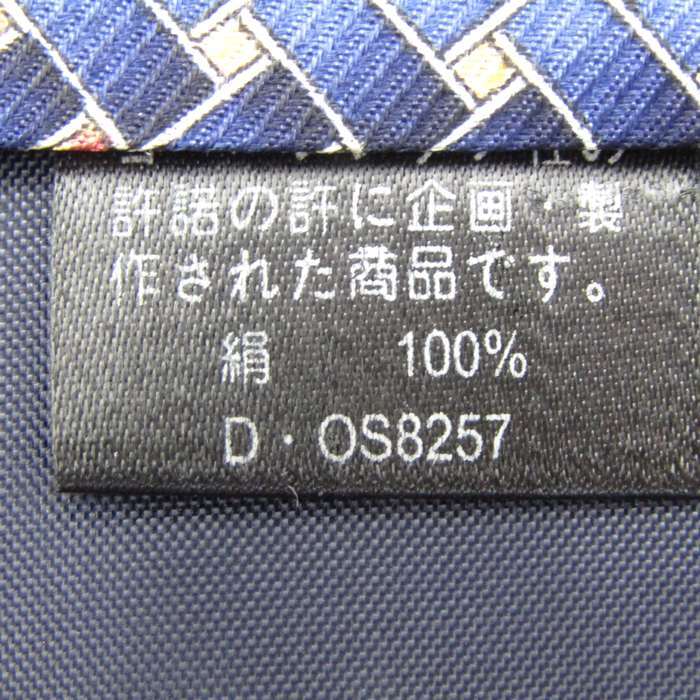 許諾の許に企画・製
作された商品です。
絹 100%
D・OS8257